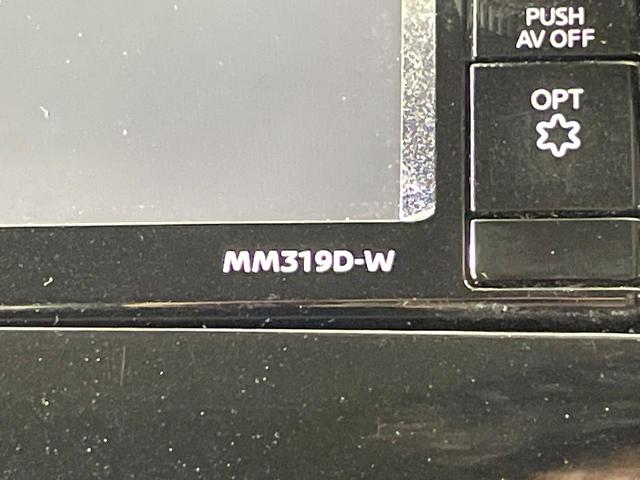 PUSH
AV OFF
OPT
MM319D-W